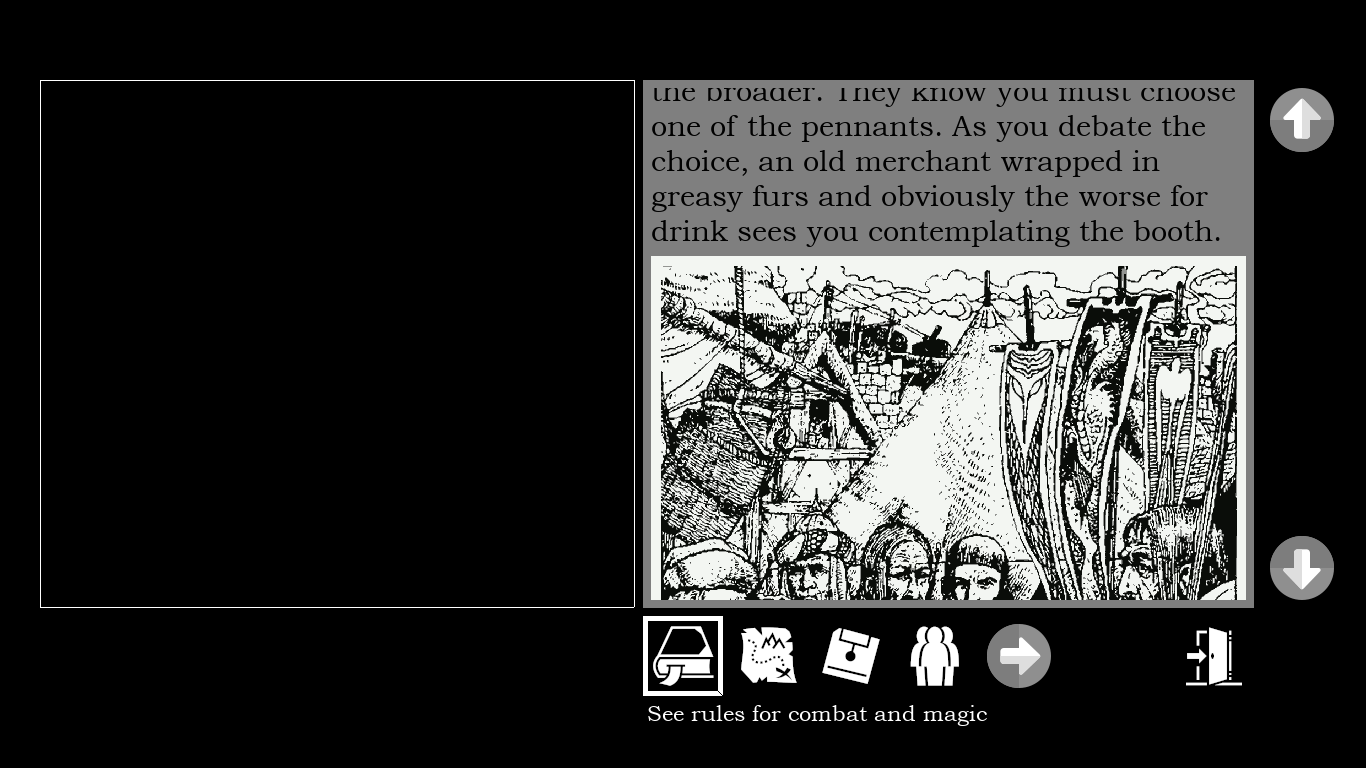 the broader. They know you must choose
one of the pennants. As you debate the
choice, an old merchant wrapped in
greasy furs and obviously the worse for
drink sees you contemplating the booth.
See rules for combat and magic